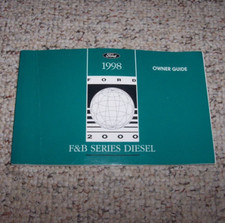 Ford
1998
OWNER GUIDE
FORD
2000
F&B SERIES DIESEL